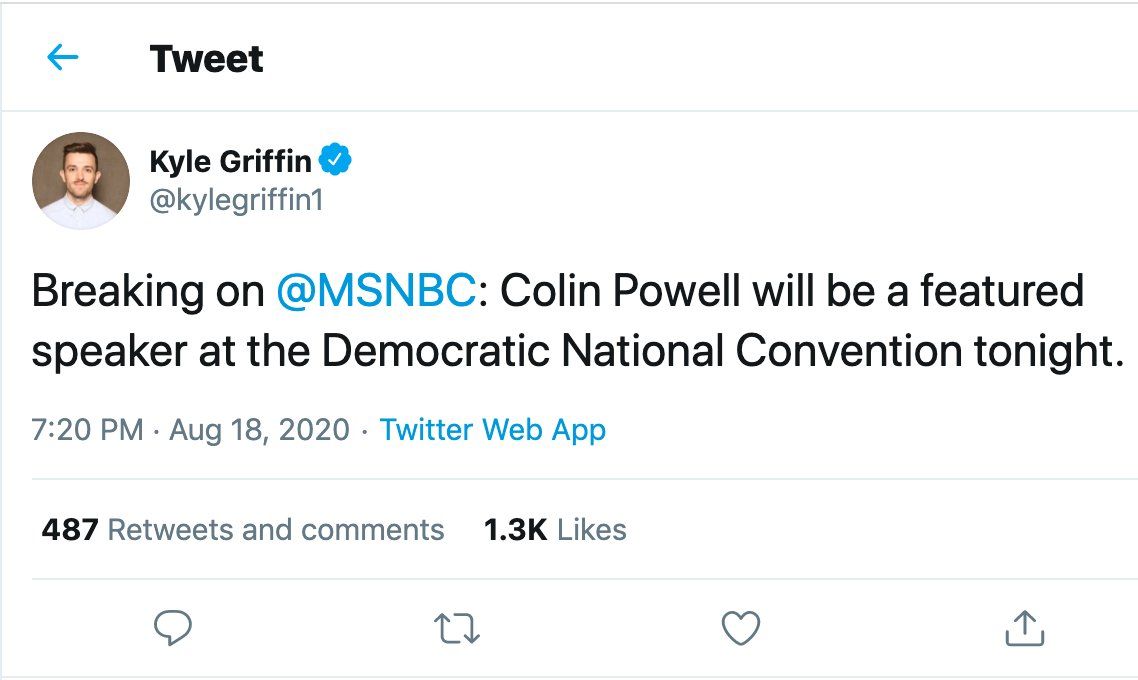 Tweet
Kyle Griffin
@kylegriffin1
Breaking on @MSNBC: Colin Powell will be a featured
speaker at the Democratic National Convention tonight.
7:20 PM · Aug 18, 2020 · Twitter Web App
487 Retweets and comments 1.3K Likes